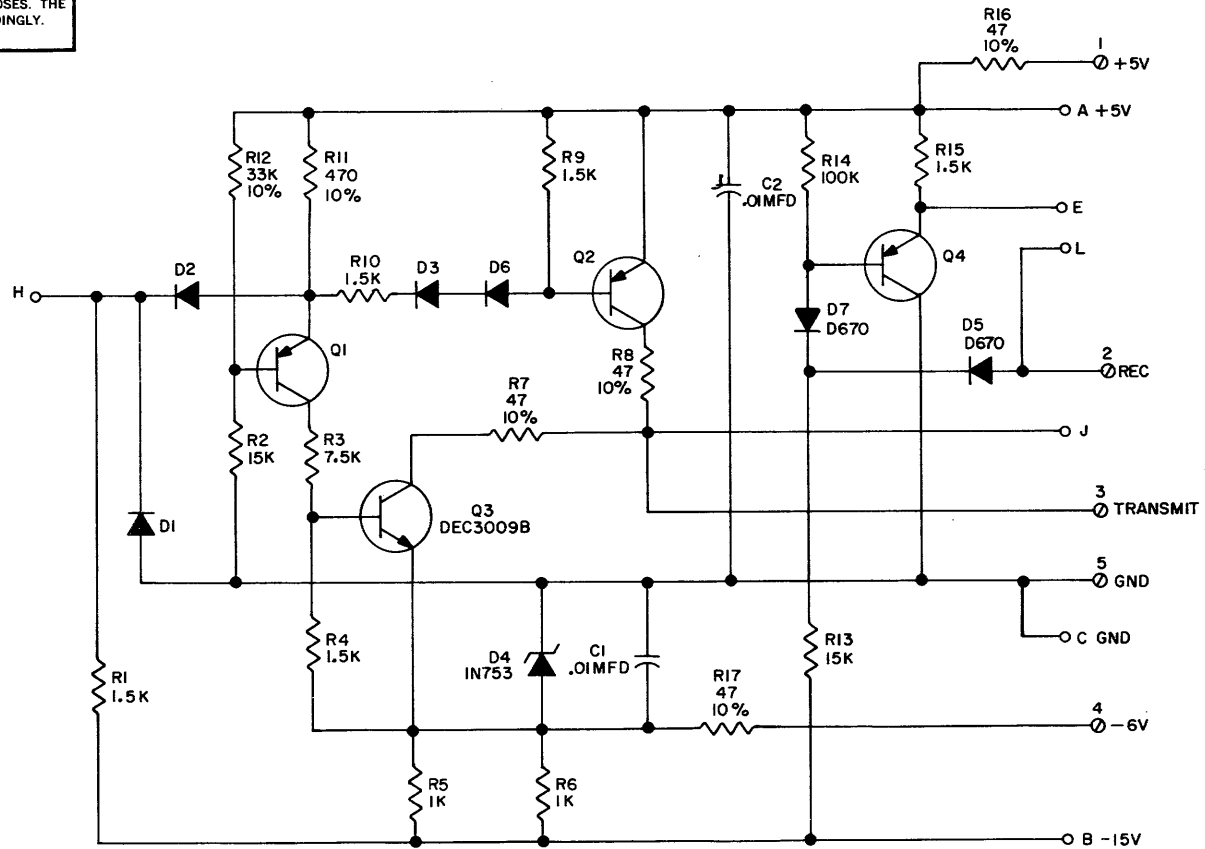 OSES. THE
DINGLY.
R16
47
10%
1
+5V
A +5V
R12
33K
10%
R11
470
10%
R9
1.5K
C2
.01MFD
R14
100K
R15
1.5K
E
L
H
D2
R10
1.5K
D3
D6
Q2
Q4
Q1
D7
D670
D5
D670
2
REC
R8
47
10%
R7
47
10%
J
R2
15K
R3
7.5K
D1
Q3
DEC3009B
3
TRANSMIT
5
GND
C GND
R4
1.5K
D4
IN753
C1
.01MFD
R13
15K
R1
1.5K
R17
47
10%
4
-6V
R5
1K
R6
1K
B -15V